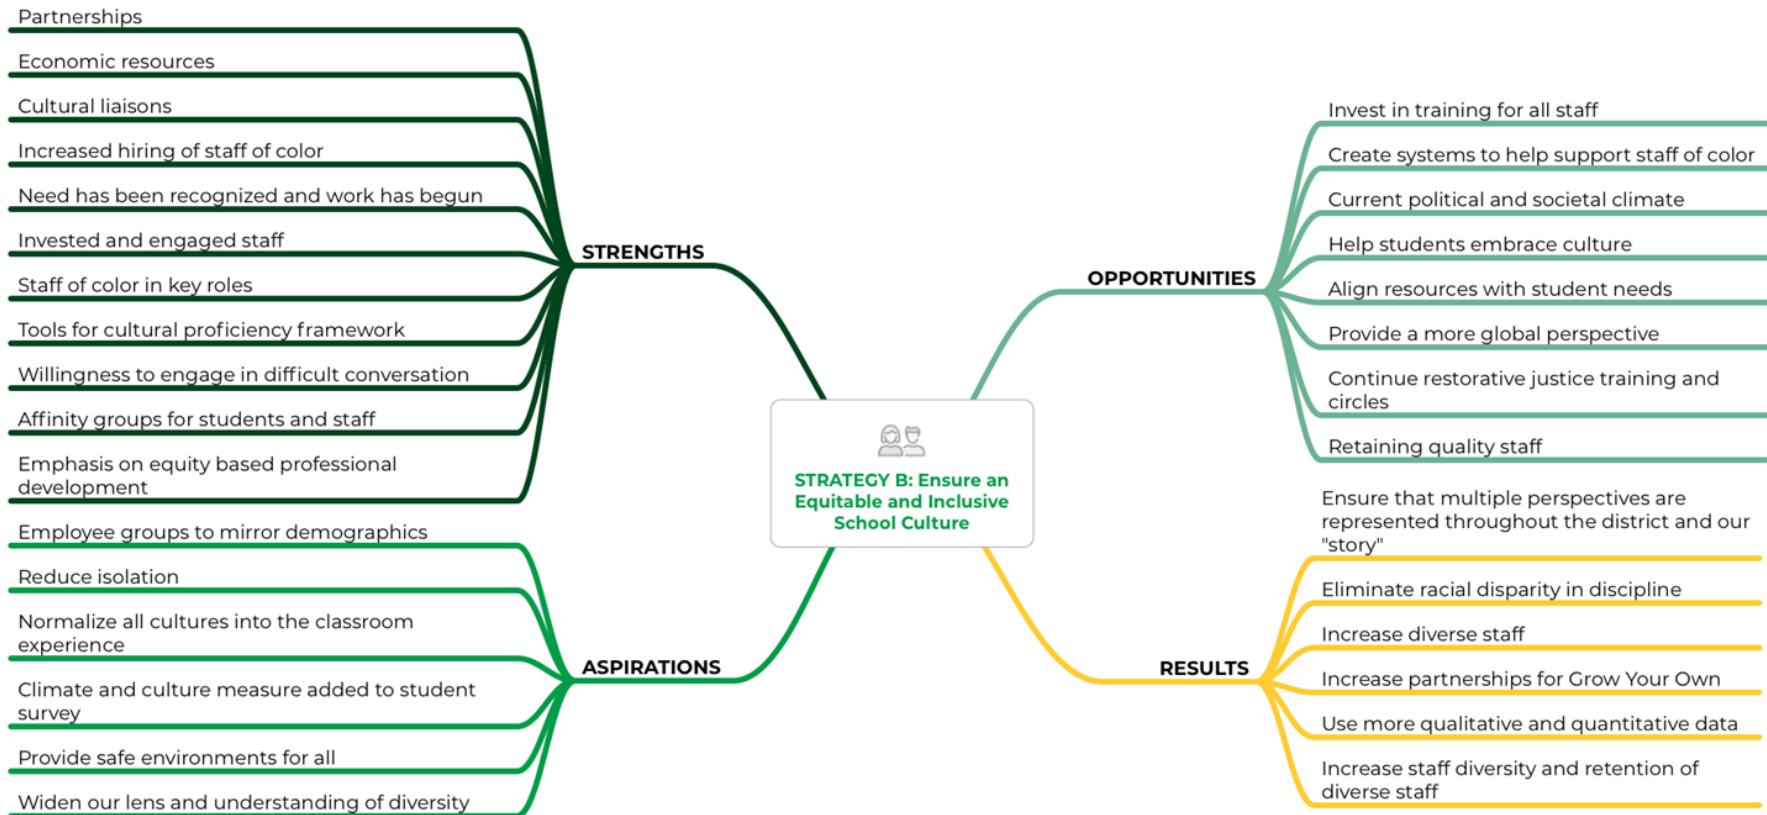 Partnerships
Economic resources
Cultural liaisons
Increased hiring of staff of color
Need has been recognized and work has begun
Invested and engaged staff
Staff of color in key roles
Tools for cultural proficiency framework
Willingness to engage in difficult conversation
Affinity groups for students and staff
Emphasis on equity based professional
development
STRENGTHS
Employee groups to mirror demographics
Reduce isolation
Normalize all cultures into the classroom
experience
Climate and culture measure added to student
survey
Provide safe environments for all
Widen our lens and understanding of diversity
ASPIRATIONS
STRATEGY B: Ensure an
Equitable and Inclusive
School Culture
OPPORTUNITIES
Invest in training for all staff
Create systems to help support staff of color
Current political and societal climate
Help students embrace culture
Align resources with student needs
Provide a more global perspective
Continue restorative justice training and
circles
Retaining quality staff
RESULTS
Ensure that multiple perspectives are
represented throughout the district and our
"story"
Eliminate racial disparity in discipline
Increase diverse staff
Increase partnerships for Grow Your Own
Use more qualitative and quantitative data
Increase staff diversity and retention of
diverse staff